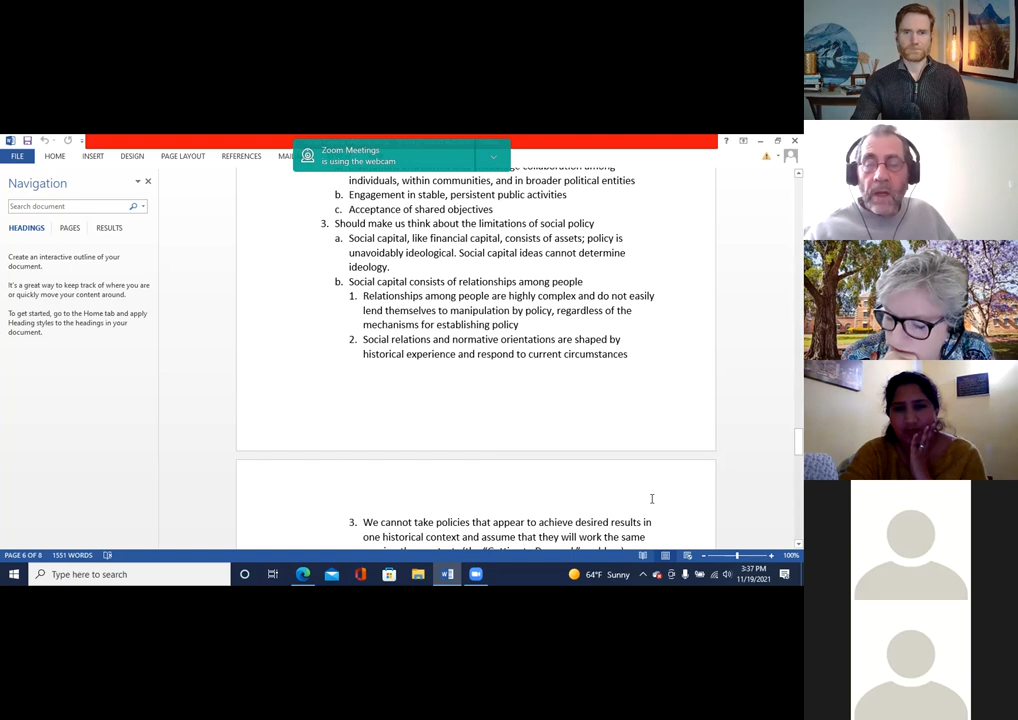 Zoom Meetings
is using the webcam
FILE HOME INSERT DESIGN PAGE LAYOUT REFERENCES MAI
?
Navigation
Search document
HEADINGS PAGES RESULTS
Create an interactive outline of your
document.
It's a great way to keep track of where you are
or quickly move your content around.
To get started, go to the Home tab and apply
Heading styles to the headings in your
document.
collaboration among
individuals, within communities, and in broader political entities
b. Engagement in stable, persistent public activities
c. Acceptance of shared objectives
3. Should make us think about the limitations of social policy
a. Social capital, like financial capital, consists of assets; policy is
unavoidably ideological. Social capital ideas cannot determine
ideology.
b. Social capital consists of relationships among people
1. Relationships among people are highly complex and do not easily
lend themselves to manipulation by policy, regardless of the
mechanisms for establishing policy
2. Social relations and normative orientations are shaped by
historical experience and respond to current circumstances
3. We cannot take policies that appear to achieve desired results in
one historical context and assume that they will work the same
PAGE 6 OF 8 1551 WORDS
100%
Type here to search
64°F Sunny
3:37 PM
11/19/2021